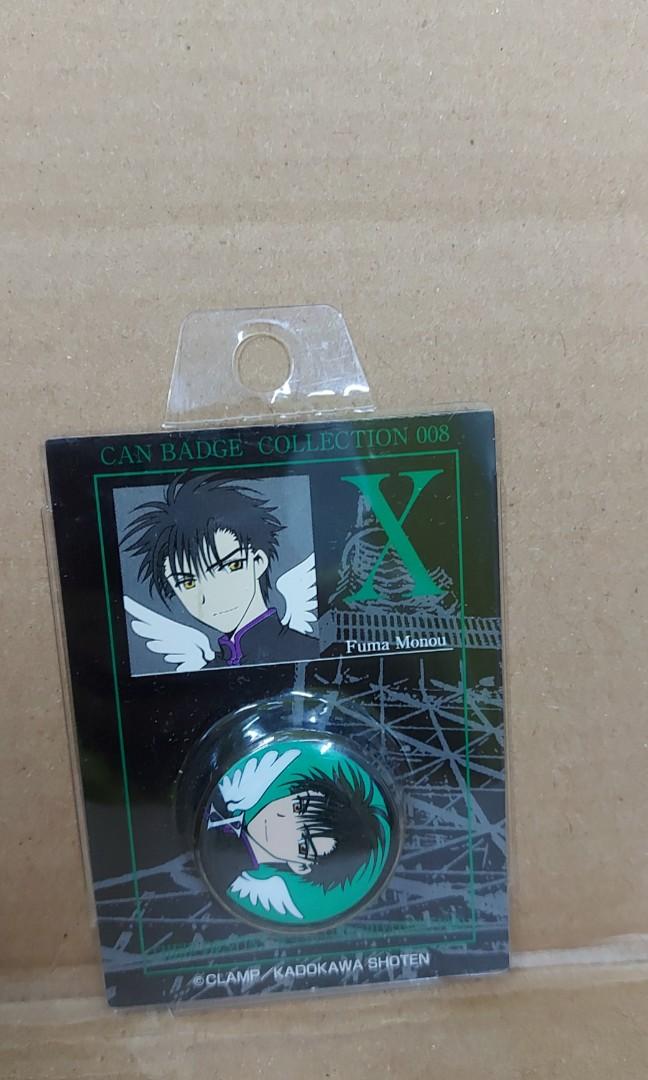 CAN BADGE COLLECTION 008
X
Fuma Monou
X
©CLAMP/KADOKAWA SHOTEN